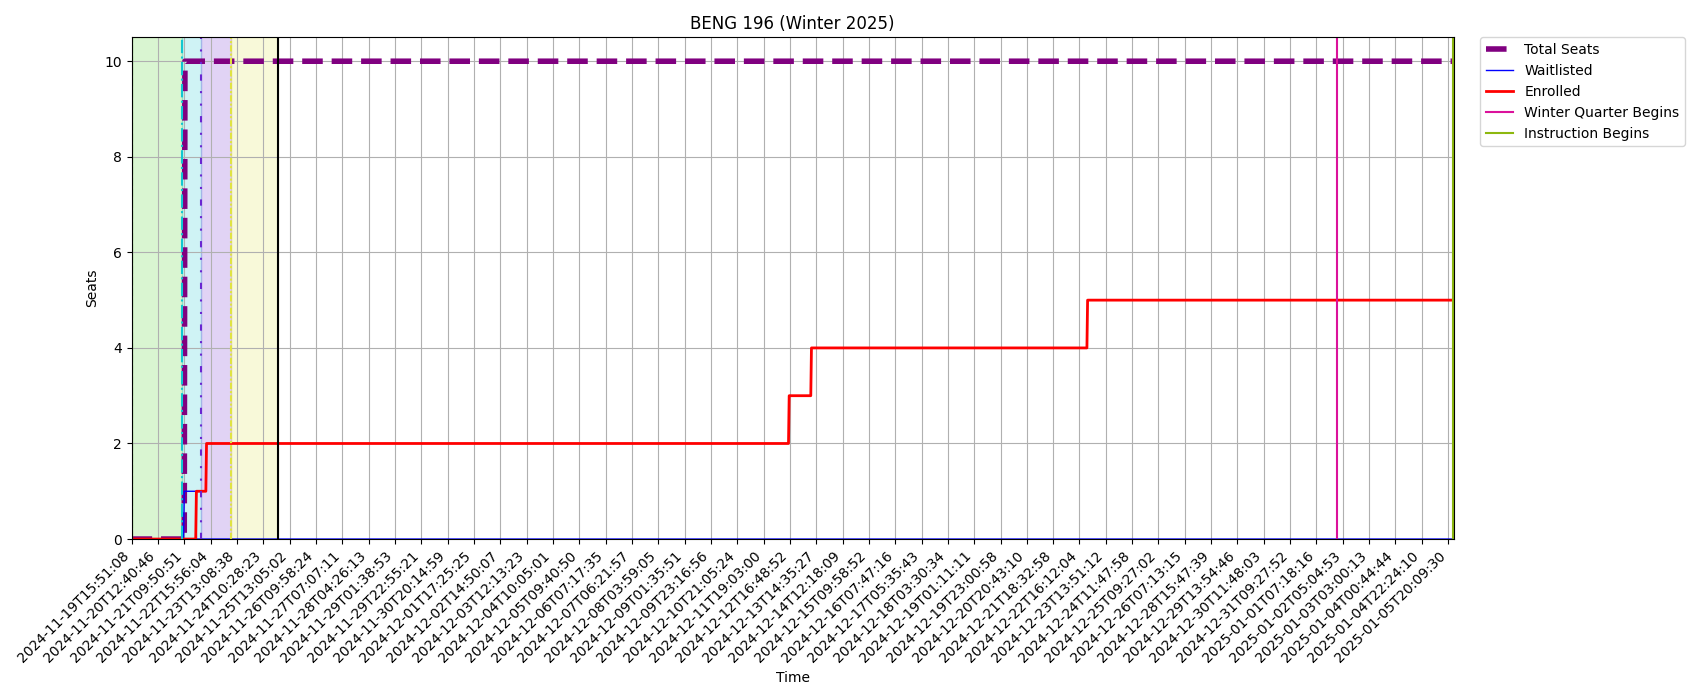 BENG 196 (Winter 2025)
Total Seats
Waitlisted
Enrolled
Winter Quarter Begins
Instruction Begins
Seats
10
8
6
4
2
0
2024-11-19T15:51:08
2024-11-20T12:40:46
2024-11-21T09:50:51
2024-11-22T15:56:04
2024-11-23T13:08:38
2024-11-24T10:28:23
2024-11-25T13:05:02
2024-11-26T09:58:24
2024-11-27T07:07:11
2024-11-28T04:26:13
2024-11-29T01:38:53
2024-11-29T22:55:21
2024-11-30T20:14:59
2024-12-01T17:25:25
2024-12-02T14:50:07
2024-12-03T12:13:23
2024-12-04T10:05:01
2024-12-05T09:40:50
2024-12-06T07:17:35
2024-12-07T06:21:57
2024-12-08T03:59:05
2024-12-09T01:35:51
2024-12-09T23:16:56
2024-12-10T21:05:24
2024-12-11T19:03:00
2024-12-12T16:48:52
2024-12-13T14:35:27
2024-12-14T12:18:09
2024-12-15T09:58:52
2024-12-16T07:47:16
2024-12-17T05:35:43
2024-12-18T03:30:34
2024-12-19T01:11:11
2024-12-19T23:00:58
2024-12-20T20:43:10
2024-12-21T18:32:58
2024-12-22T16:12:04
2024-12-23T13:51:12
2024-12-24T11:47:58
2024-12-25T09:27:02
2024-12-26T07:13:15
2024-12-28T15:47:39
2024-12-29T13:54:46
2024-12-30T11:48:03
2024-12-31T09:27:52
2025-01-01T07:18:16
2025-01-02T05:04:53
2025-01-03T03:00:13
2025-01-04T00:44:44
2025-01-04T22:24:10
2025-01-05T20:09:30
Time